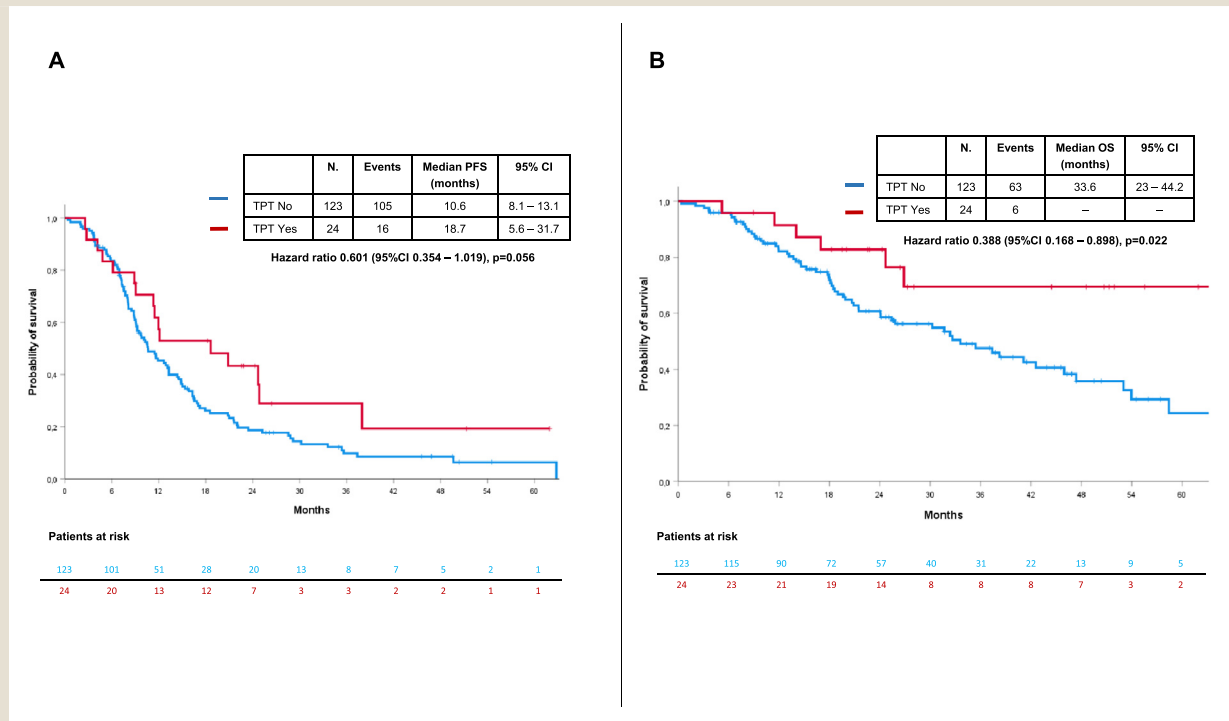 A
N. Events Median PFS (months) 95% CI
TPT No 123 105 10.6 8.1 – 13.1
TPT Yes 24 16 18.7 5.6 – 31.7
Hazard ratio 0.601 (95%CI 0.354 – 1.019), p=0.056
Probability of survival
1,0
0,8
0,6
0,4
0,2
0,0
0 6 12 18 24 30 36 42 48 54 60
Months
Patients at risk
123 101 51 28 20 13 8 7 5 2 1
24 20 13 12 7 3 3 2 2 1 1
B
N. Events Median OS (months) 95% CI
TPT No 123 63 33.6 23 – 44.2
TPT Yes 24 6 – –
Hazard ratio 0.388 (95%CI 0.168 – 0.898), p=0.022
Probability of survival
1,0
0,8
0,6
0,4
0,2
0,0
0 6 12 18 24 30 36 42 48 54 60
Months
Patients at risk
123 115 90 72 57 40 31 22 13 9 5
24 23 21 19 14 8 8 8 7 3 2